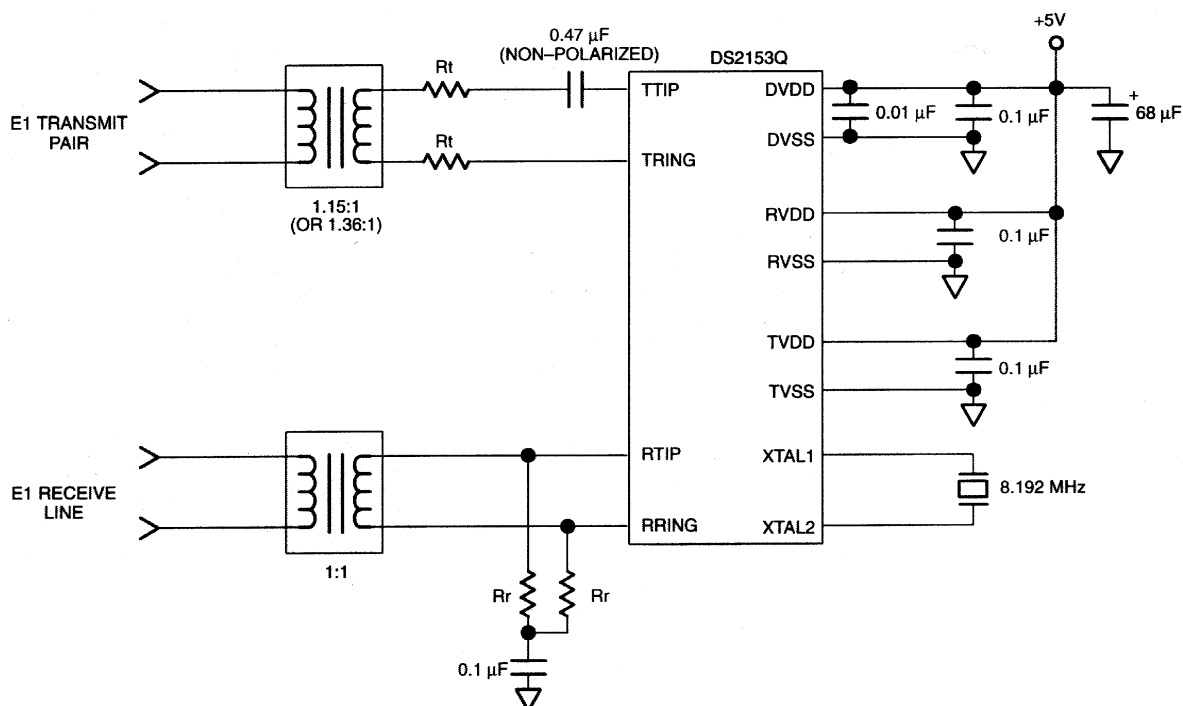 +5V
0.47 µF
(NON–POLARIZED)
DS2153Q
Rt
TTIP
DVDD
0.01 µF
0.1 µF
+
68 µF
E1 TRANSMIT
PAIR
DVSS
Rt
TRING
1.15:1
(OR 1.36:1)
RVDD
0.1 µF
RVSS
TVDD
0.1 µF
TVSS
RTIP
XTAL1
E1 RECEIVE
LINE
8.192 MHz
RRING
XTAL2
1:1
Rr
Rr
0.1 µF